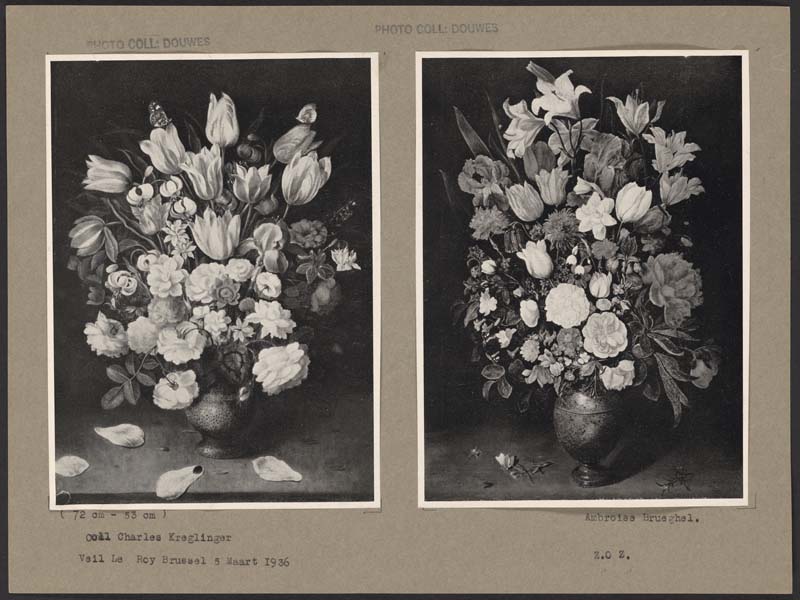 PHOTO COLL: DOUWES
PHOTO COLL: DOUWES
( 72 cm - 53 cm )
Coll Charles Kreglinger
Veil Le Roy Brussel 5 Maart 1936
Ambroise Brueghel.
Z.O Z.